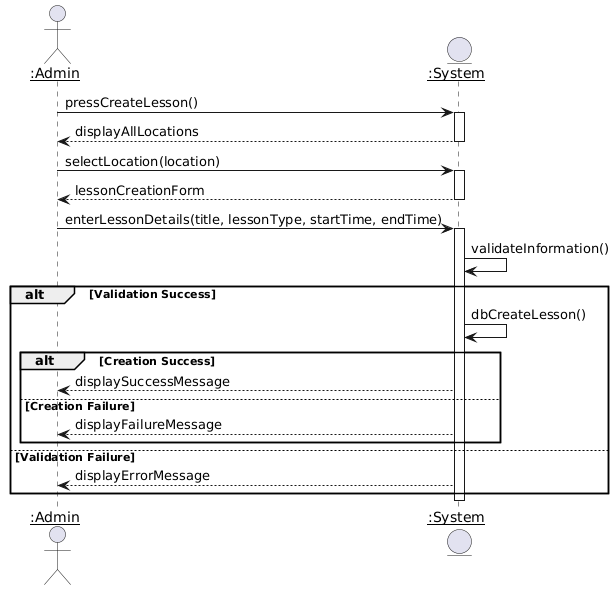 :Admin
:System
pressCreateLesson()
displayAllLocations
selectLocation(location)
lessonCreationForm
enterLessonDetails(title, lessonType, startTime, endTime)
validateInformation()
alt [Validation Success]
dbCreateLesson()
alt [Creation Success]
displaySuccessMessage
[Creation Failure]
displayFailureMessage
[Validation Failure]
displayErrorMessage
:Admin
:System